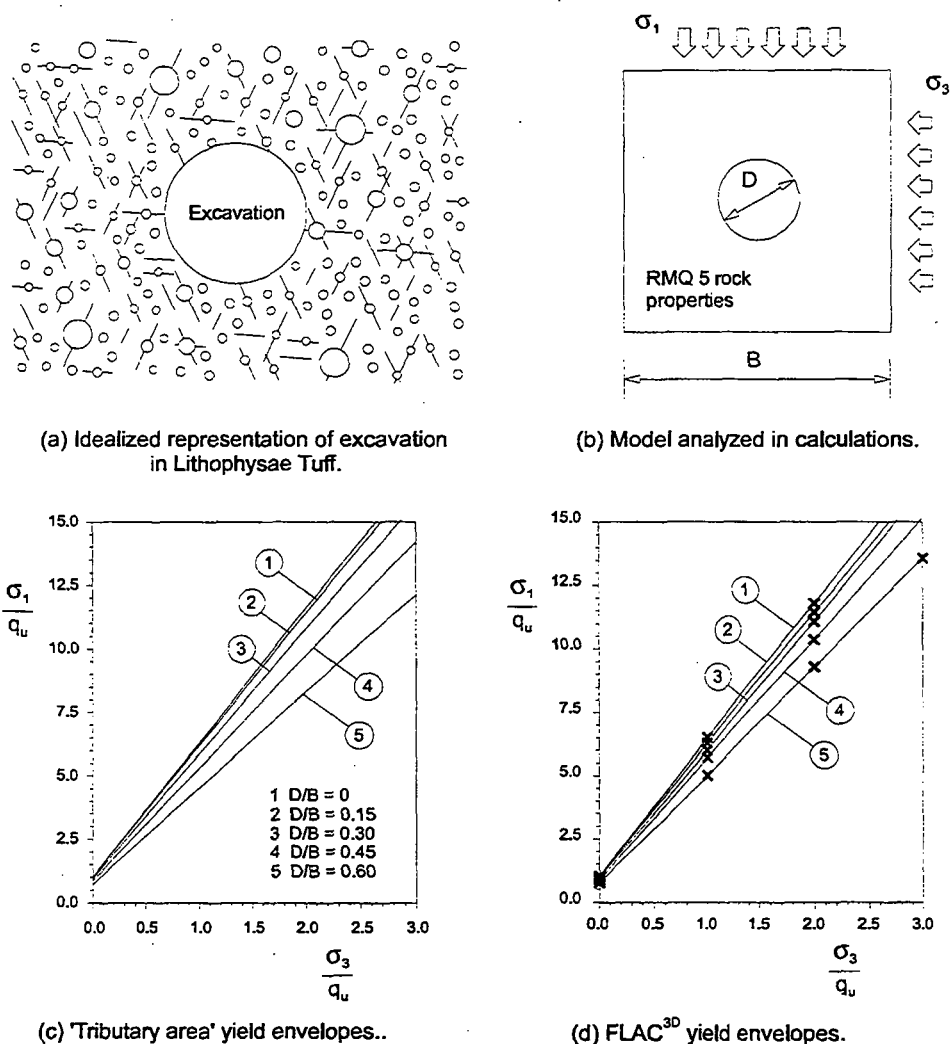 Excavation
(a) Idealized representation of excavation
in Lithophysae Tuff.
σ1
σ3
D
RMQ 5 rock
properties
B
(b) Model analyzed in calculations.
15.0
12.5
σ1
qu
10.0
7.5
5.0
2.5
0.0
1
2
3
4
5
1 D/B = 0
2 D/B = 0.15
3 D/B = 0.30
4 D/B = 0.45
5 D/B = 0.60
0.0 0.5 1.0 1.5 2.0 2.5 3.0
σ3
qu
(c) 'Tributary area' yield envelopes..
15.0
12.5
σ1
qu
10.0
7.5
5.0
2.5
0.0
1
2
3
4
5
0.0 0.5 1.0 1.5 2.0 2.5 3.0
σ3
qu
(d) FLAC3D yield envelopes.